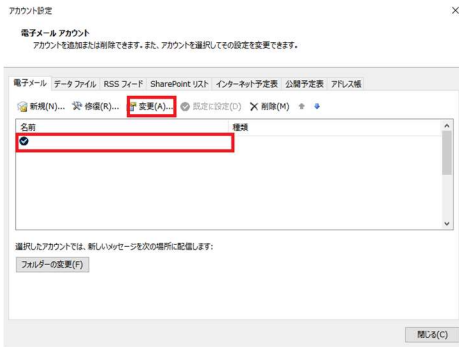 アカウント設定
電子メール アカウント
アカウントを追加または削除できます。また、アカウントを選択してその設定を変更できます。
電子メール データ ファイル RSS フィード SharePoint リスト インターネット予定表 公開予定表 アドレス帳
新規(N)... 修復(R)... 変更(A)... 既定に設定(D) 削除(M)
名前 種類
選択したアカウントでは、新しいメッセージを次の場所に配信します:
フォルダーの変更(F)
閉じる(C)